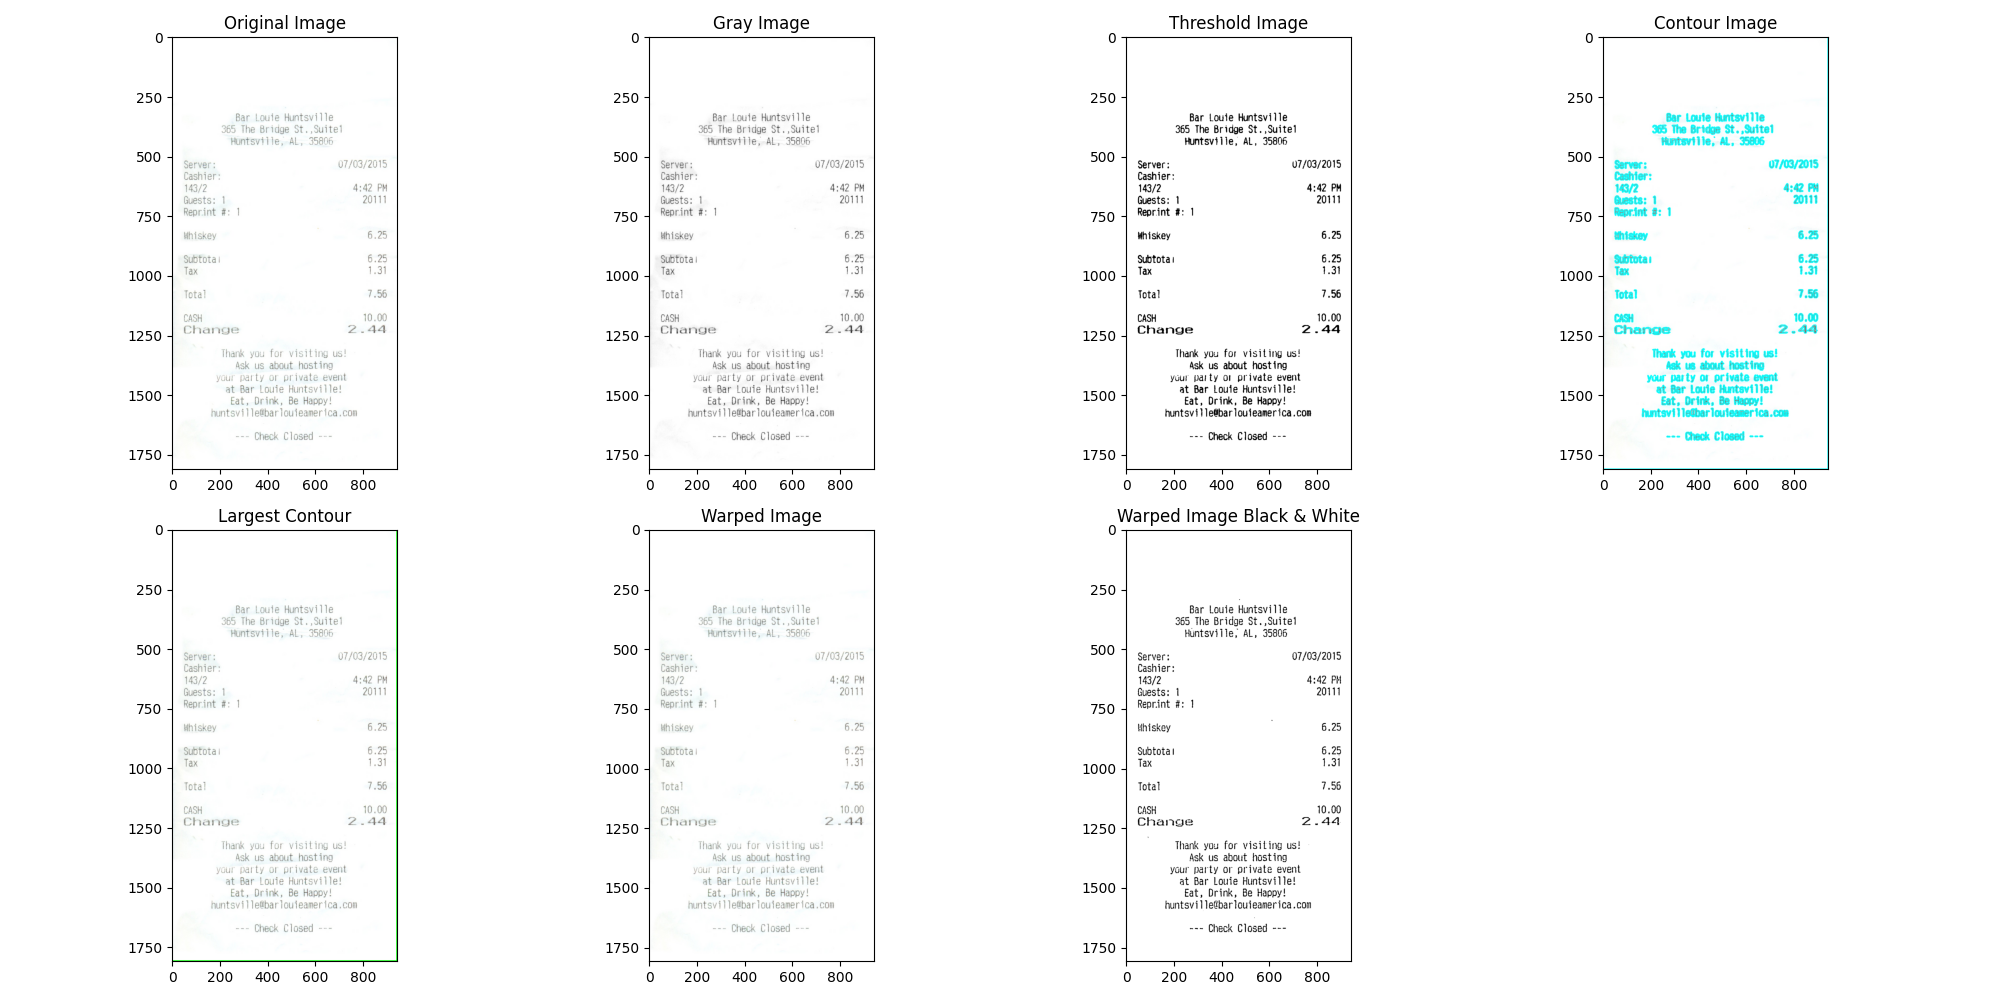 Original Image
0
250
500
750
1000
1250
1500
1750
Bar Louie Huntsville
365 The Bridge St.,Suite1
Huntsville, AL, 35806
Server: 07/03/2015
Cashier:
143/2 4:42 PM
Guests: 1 20111
Reprint #: 1
Whiskey 6.25
Subtotal 6.25
Tax 1.31
Total 7.56
CASH 10.00
Change 2.44
Thank you for visiting us!
Ask us about hosting
your party or private event
at Bar Louie Huntsville!
Eat, Drink, Be Happy!
huntsville@barlouieamerica.com
--- Check Closed ---
0 200 400 600 800
Gray Image
0
250
500
750
1000
1250
1500
1750
Bar Louie Huntsville
365 The Bridge St.,Suite1
Huntsville, AL, 35806
Server: 07/03/2015
Cashier:
143/2 4:42 PM
Guests: 1 20111
Reprint #: 1
Whiskey 6.25
Subtotal 6.25
Tax 1.31
Total 7.56
CASH 10.00
Change 2.44
Thank you for visiting us!
Ask us about hosting
your party or private event
at Bar Louie Huntsville!
Eat, Drink, Be Happy!
huntsville@barlouieamerica.com
--- Check Closed ---
0 200 400 600 800
Threshold Image
0
250
500
750
1000
1250
1500
1750
Bar Louie Huntsville
365 The Bridge St.,Suite1
Huntsville, AL, 35806
Server: 07/03/2015
Cashier:
143/2 4:42 PM
Guests: 1 20111
Reprint #: 1
Whiskey 6.25
Subtotal 6.25
Tax 1.31
Total 7.56
CASH 10.00
Change 2.44
Thank you for visiting us!
Ask us about hosting
your party or private event
at Bar Louie Huntsville!
Eat, Drink, Be Happy!
huntsville@barlouieamerica.com
--- Check Closed ---
0 200 400 600 800
Contour Image
0
250
500
750
1000
1250
1500
1750
Bar Louie Huntsville
365 The Bridge St.,Suite1
Huntsville, AL, 35806
Server: 07/03/2015
Cashier:
143/2 4:42 PM
Guests: 1 20111
Reprint #: 1
Whiskey 6.25
Subtotal 6.25
Tax 1.31
Total 7.56
CASH 10.00
Change 2.44
Thank you for visiting us!
Ask us about hosting
your party or private event
at Bar Louie Huntsville!
Eat, Drink, Be Happy!
huntsville@barlouieamerica.com
--- Check Closed ---
0 200 400 600 800
Largest Contour
0
250
500
750
1000
1250
1500
1750
Bar Louie Huntsville
365 The Bridge St.,Suite1
Huntsville, AL, 35806
Server: 07/03/2015
Cashier:
143/2 4:42 PM
Guests: 1 20111
Reprint #: 1
Whiskey 6.25
Subtotal 6.25
Tax 1.31
Total 7.56
CASH 10.00
Change 2.44
Thank you for visiting us!
Ask us about hosting
your party or private event
at Bar Louie Huntsville!
Eat, Drink, Be Happy!
huntsville@barlouieamerica.com
--- Check Closed ---
0 200 400 600 800
Warped Image
0
250
500
750
1000
1250
1500
1750
Bar Louie Huntsville
365 The Bridge St.,Suite1
Huntsville, AL, 35806
Server: 07/03/2015
Cashier:
143/2 4:42 PM
Guests: 1 20111
Reprint #: 1
Whiskey 6.25
Subtotal 6.25
Tax 1.31
Total 7.56
CASH 10.00
Change 2.44
Thank you for visiting us!
Ask us about hosting
your party or private event
at Bar Louie Huntsville!
Eat, Drink, Be Happy!
huntsville@barlouieamerica.com
--- Check Closed ---
0 200 400 600 800
Warped Image Black & White
0
250
500
750
1000
1250
1500
1750
Bar Louie Huntsville
365 The Bridge St.,Suite1
Huntsville, AL, 35806
Server: 07/03/2015
Cashier:
143/2 4:42 PM
Guests: 1 20111
Reprint #: 1
Whiskey 6.25
Subtotal 6.25
Tax 1.31
Total 7.56
CASH 10.00
Change 2.44
Thank you for visiting us!
Ask us about hosting
your party or private event
at Bar Louie Huntsville!
Eat, Drink, Be Happy!
huntsville@barlouieamerica.com
--- Check Closed ---
0 200 400 600 800